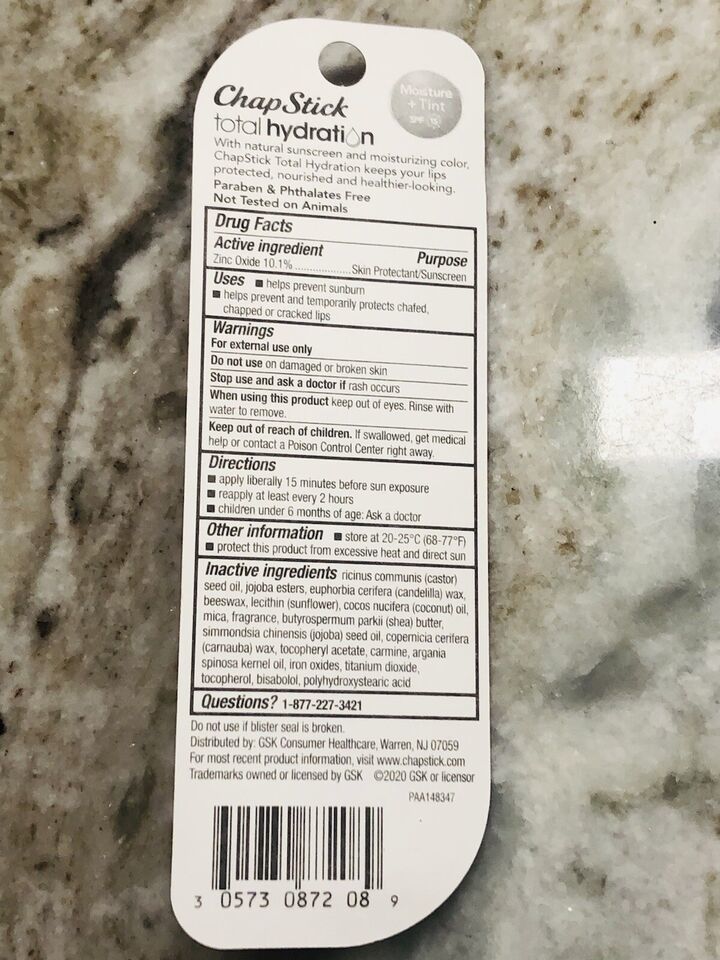 ChapStick
total hydration
Moisture
+ Tint
SPF 15
With natural sunscreen and moisturizing color,
ChapStick Total Hydration keeps your lips
protected, nourished and healthier-looking.
Paraben & Phthalates Free
Not Tested on Animals
Drug Facts
Active ingredient Purpose
Zinc Oxide 10.1%....................Skin Protectant/Sunscreen
Uses ■ helps prevent sunburn
■ helps prevent and temporarily protects chafed,
chapped or cracked lips
Warnings
For external use only
Do not use on damaged or broken skin
Stop use and ask a doctor if rash occurs
When using this product keep out of eyes. Rinse with
water to remove.
Keep out of reach of children. If swallowed, get medical
help or contact a Poison Control Center right away.
Directions
■ apply liberally 15 minutes before sun exposure
■ reapply at least every 2 hours
■ children under 6 months of age: Ask a doctor
Other information ■ store at 20-25°C (68-77°F)
■ protect this product from excessive heat and direct sun
Inactive ingredients ricinus communis (castor)
seed oil, jojoba esters, euphorbia cerifera (candelilla) wax,
beeswax, lecithin (sunflower), cocos nucifera (coconut) oil,
mica, fragrance, butyrospermum parkii (shea) butter,
simmondsia chinensis (jojoba) seed oil, copernicia cerifera
(carnauba) wax, tocopheryl acetate, carmine, argania
spinosa kernel oil, iron oxides, titanium dioxide,
tocopherol, bisabolol, polyhydroxystearic acid
Questions? 1-877-227-3421
Do not use if blister seal is broken.
Distributed by: GSK Consumer Healthcare, Warren, NJ 07059
For most recent product information, visit www.chapstick.com
Trademarks owned or licensed by GSK ©2020 GSK or licensor
PAA148347
3 0573 0872 08 9